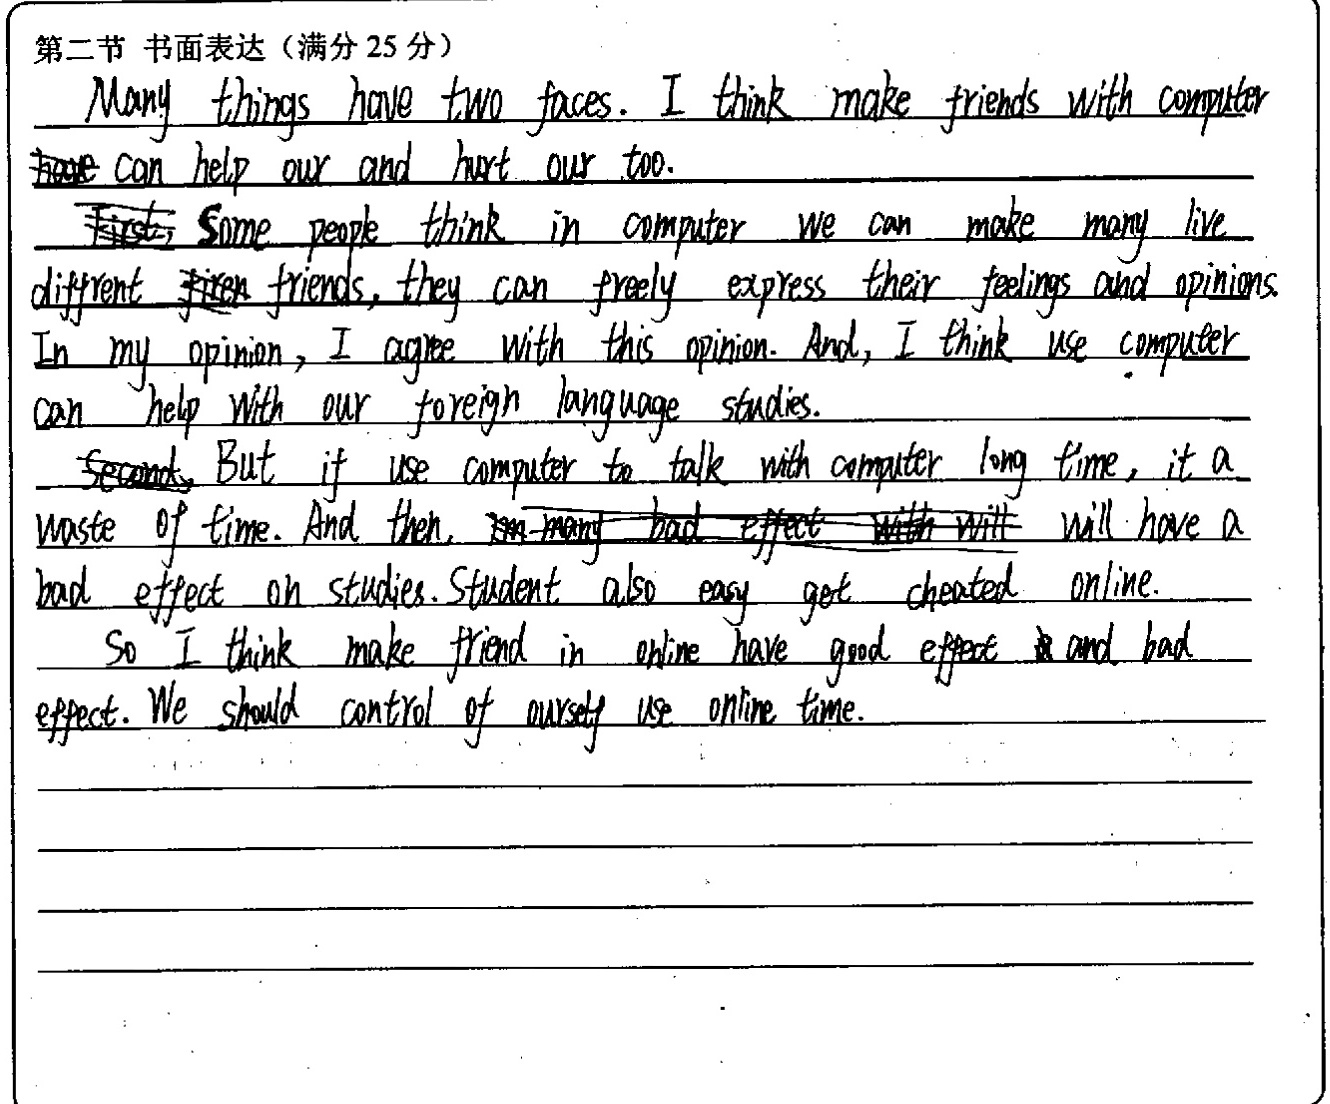 第二节 书面表达（满分 25 分）
Many things have two faces. I think make friends with computer
can help our and hurt our too.
Some people think in computer we can make many live
diffrent friends, they can freely express their feelings and opinions.
In my opinion, I agree with this opinion. And, I think use computer
can help with our foreign language studies.
But if use computer to talk with computer long time, it a
waste of time. And then, will have a
bad effect on studies. Student also easy get cheated online.
So I think make friend in online have good effect and bad
effect. We should control of ourself use online time.